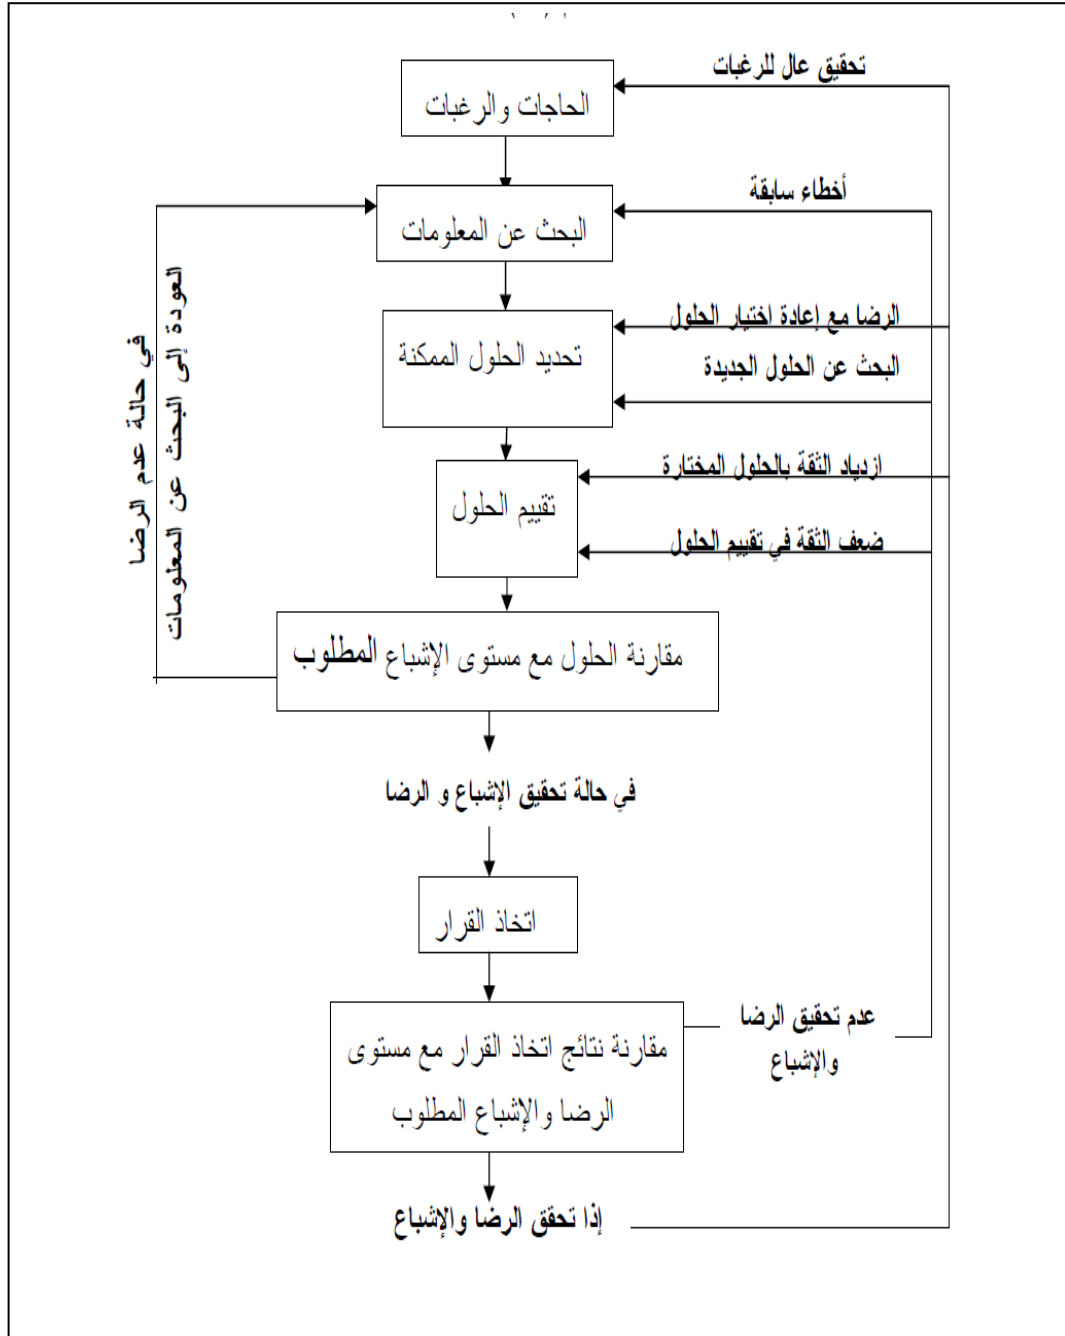 تحقيق عال للرغبات
الحاجات والرغبات
أخطاء سابقة
البحث عن المعلومات
الرضا مع إعادة اختيار الحلول
تحديد الحلول الممكنة
البحث عن الحلول الجديدة
ازدياد الثقة بالحلول المختارة
تقييم الحلول
ضعف الثقة في تقييم الحلول
في حالة عدم الرضا
العودة إلى البحث عن المعلومات
مقارنة الحلول مع مستوى الإشباع المطلوب
في حالة تحقيق الإشباع و الرضا
اتخاذ القرار
عدم تحقيق الرضا
والإشباع
مقارنة نتائج اتخاذ القرار مع مستوى
الرضا والإشباع المطلوب
إذا تحقق الرضا والإشباع